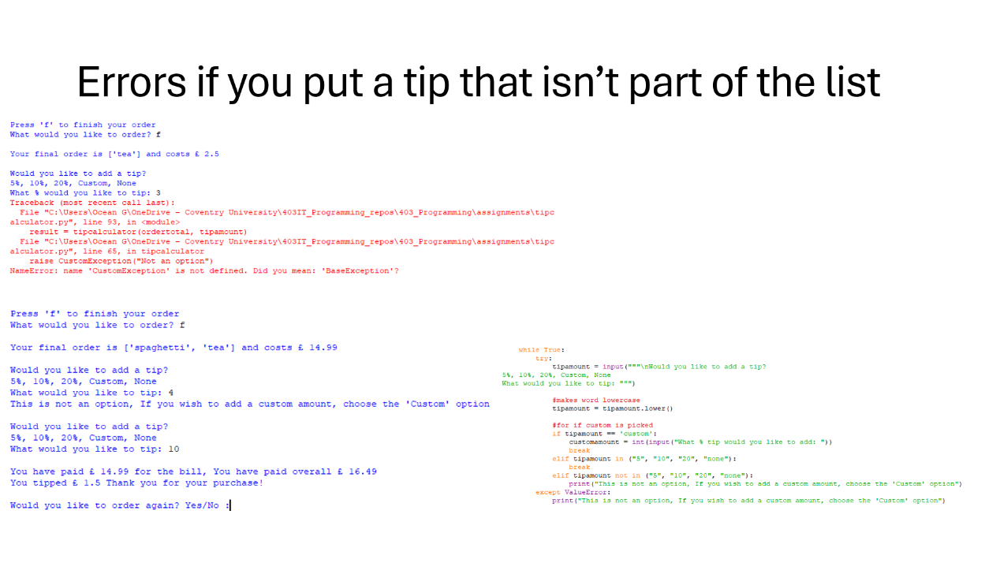 Errors if you put a tip that isn’t part of the list
Press 'f' to finish your order
What would you like to order? f
Your final order is ['tea'] and costs £ 2.5
Would you like to add a tip?
5%, 10%, 20%, Custom, None
What % would you like to tip: 3
Traceback (most recent call last):
File "C:\Users\Ocean G\OneDrive - Coventry University\403IT_Programming_repos\403_Programming\assignments\tipc
alculator.py", line 93, in <module>
result = tipcalculator(ordertotal, tipamount)
File "C:\Users\Ocean G\OneDrive - Coventry University\403IT_Programming_repos\403_Programming\assignments\tipc
alculator.py", line 65, in tipcalculator
raise CustomException("Not an option")
NameError: name 'CustomException' is not defined. Did you mean: 'BaseException'?
Press 'f' to finish your order
What would you like to order? f
Your final order is ['spaghetti', 'tea'] and costs £ 14.99
Would you like to add a tip?
5%, 10%, 20%, Custom, None
What would you like to tip: 4
This is not an option, If you wish to add a custom amount, choose the 'Custom' option
Would you like to add a tip?
5%, 10%, 20%, Custom, None
What would you like to tip: 10
You have paid £ 14.99 for the bill, You have paid overall £ 16.49
You tipped £ 1.5 Thank you for your purchase!
Would you like to order again? Yes/No :
while True:
try:
tipamount = input("""\nWould you like to add a tip?
5%, 10%, 20%, Custom, None
What would you like to tip: """)
#makes word lowercase
tipamount = tipamount.lower()
#for if custom is picked
if tipamount == 'custom':
customamount = int(input("What % tip would you like to add: "))
break
elif tipamount in ("5", "10", "20", "none"):
break
elif tipamount not in ("5", "10", "20", "none"):
print("This is not an option, If you wish to add a custom amount, choose the 'Custom' option")
except ValueError:
print("This is not an option, If you wish to add a custom amount, choose the 'Custom' option")